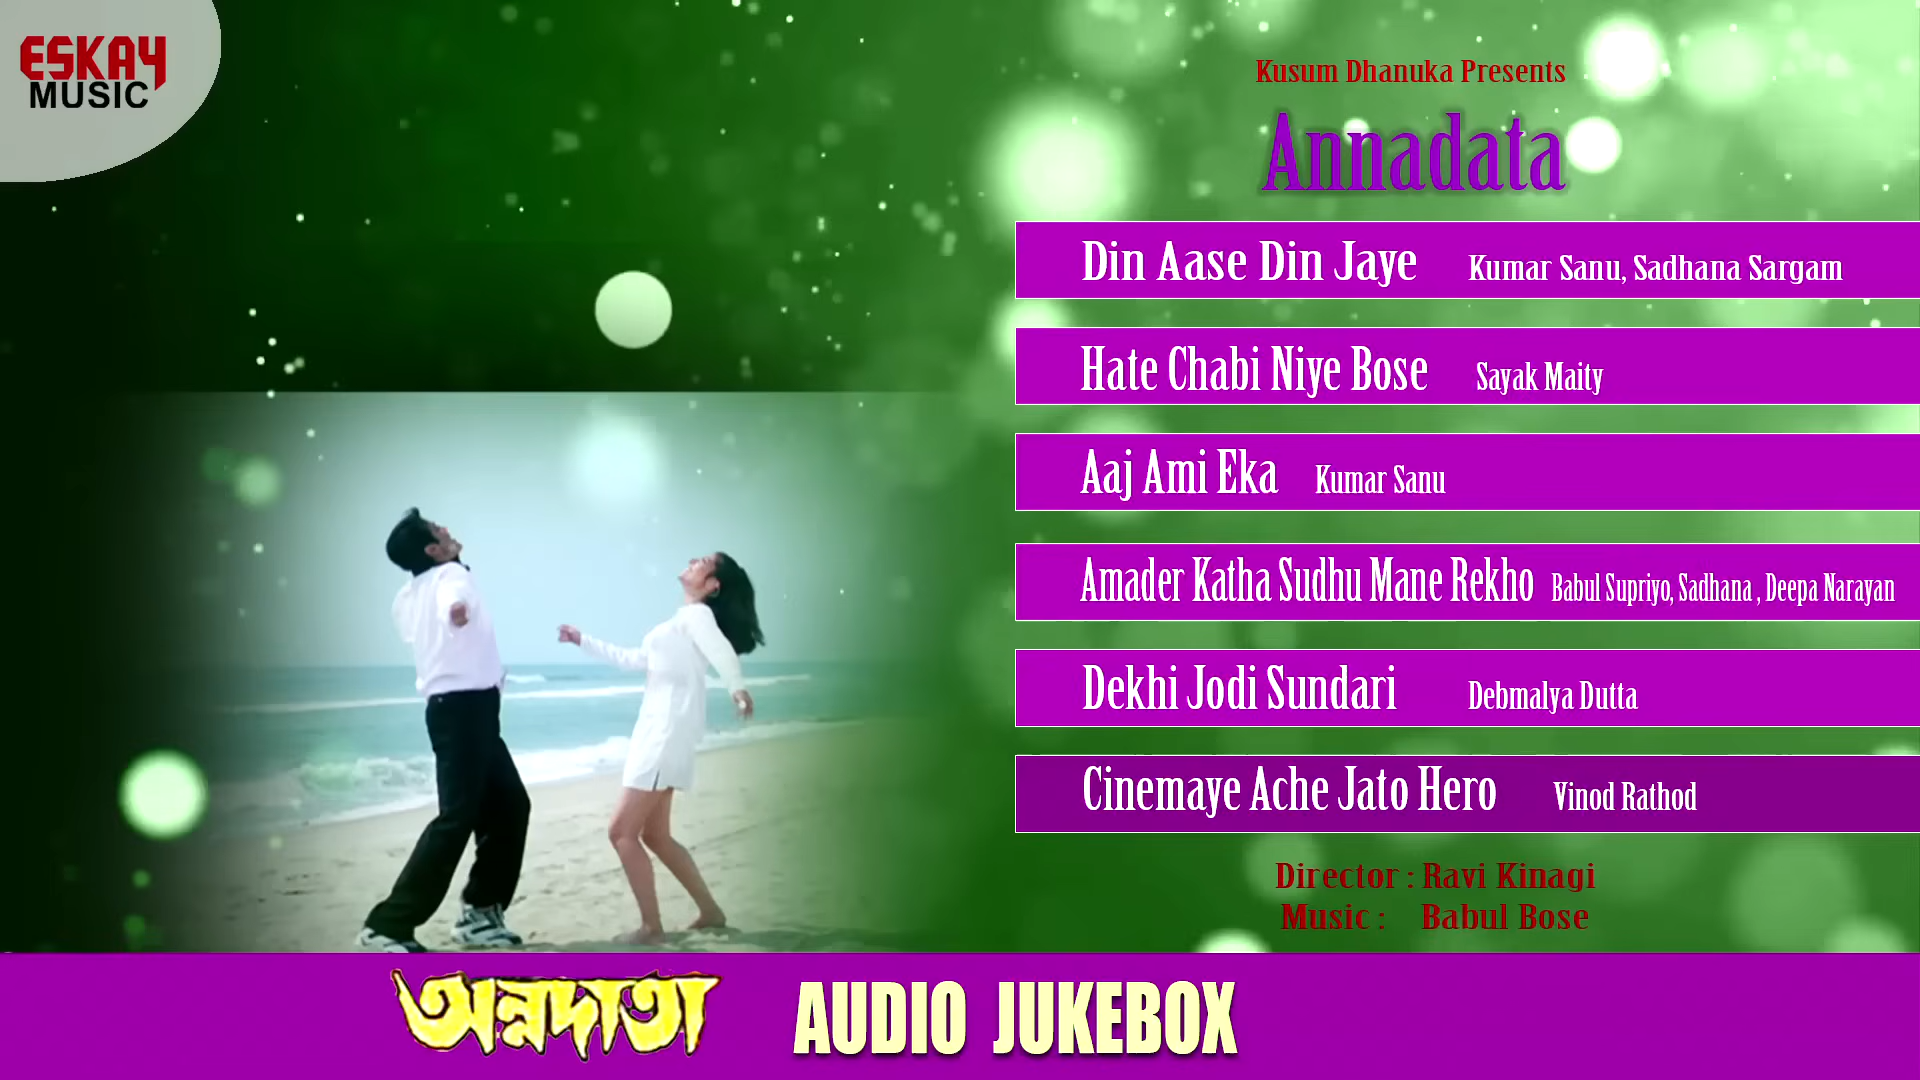 ESKAY
MUSIC
Kusum Dhanuka Presents
Annadata
Din Aase Din Jaye Kumar Sanu, Sadhana Sargam
Hate Chabi Niye Bose Sayak Maity
Aaj Ami Eka Kumar Sanu
Amader Katha Sudhu Mane Rekho Babul Supriyo, Sadhana , Deepa Narayan
Dekhi Jodi Sundari Debmalya Dutta
Cinemaye Ache Jato Hero Vinod Rathod
Director : Ravi Kinagi
Music : Babul Bose
অন্নদাতা AUDIO JUKEBOX